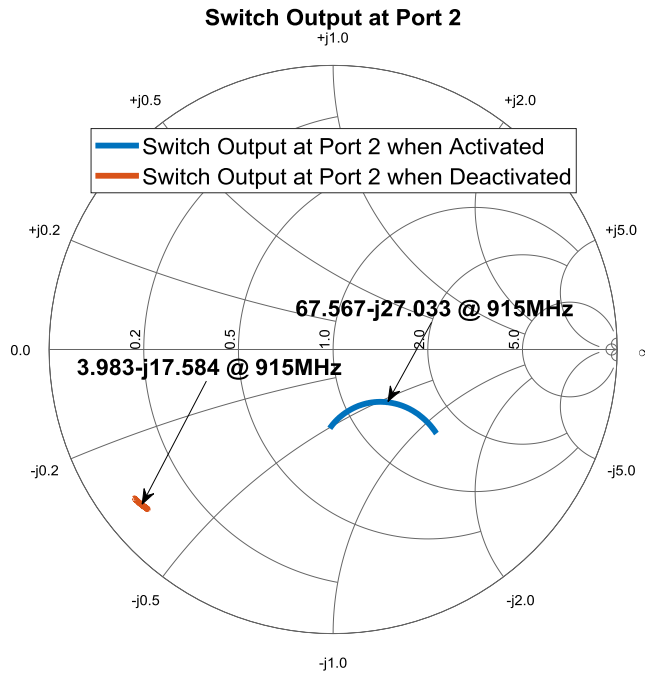 Switch Output at Port 2
+j1.0
+j0.5
+j2.0
Switch Output at Port 2 when Activated
Switch Output at Port 2 when Deactivated
+j0.2
+j5.0
67.567-j27.033 @ 915MHz
0.0
0.2
0.5
1.0
2.0
5.0
3.983-j17.584 @ 915MHz
-j0.2
-j5.0
-j0.5
-j2.0
-j1.0